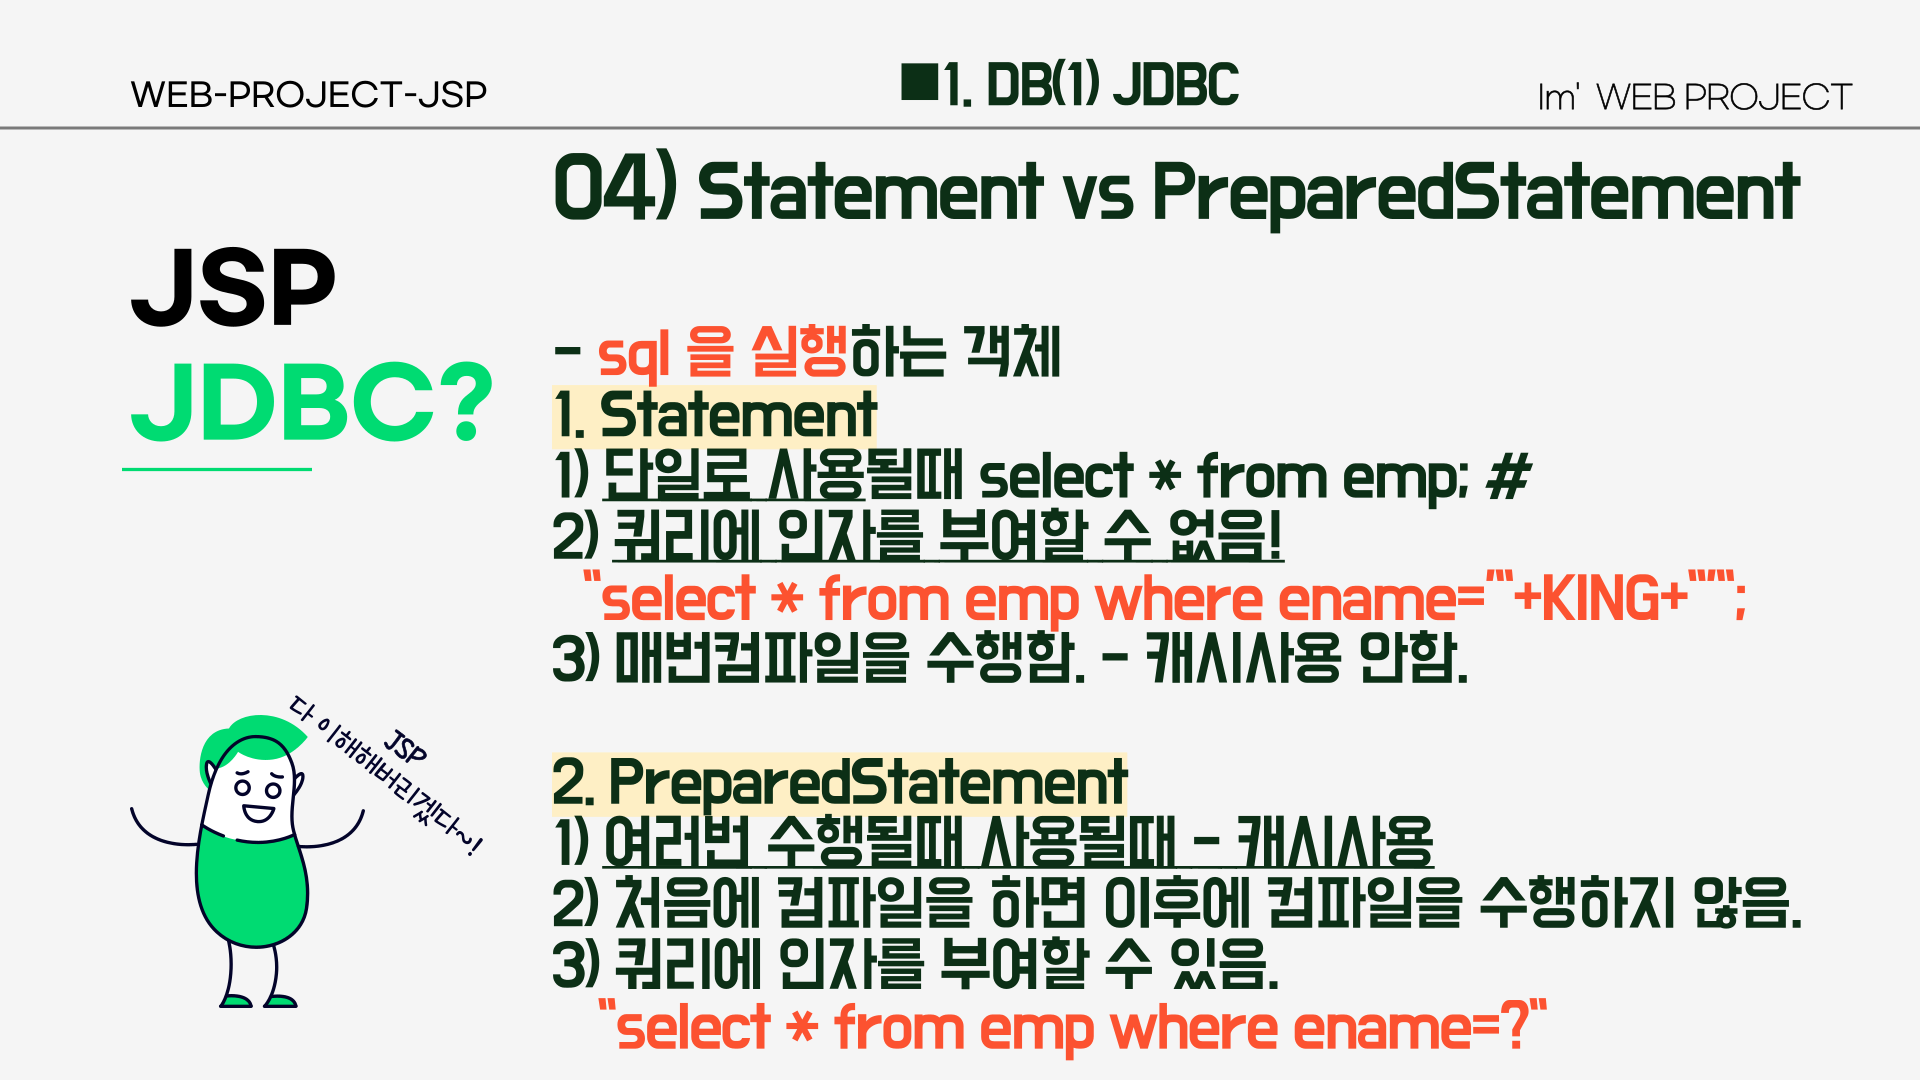 WEB-PROJECT-JSP
■1. DB(1) JDBC
Im' WEB PROJECT
04) Statement vs PreparedStatement
JSP
JDBC?
- sql 을 실행하는 객체
1. Statement
1) 단일로 사용될때 select * from emp; #
2) 쿼리에 인자를 부여할 수 없음!
"select * from emp where ename='"+KING+"'";
3) 매번컴파일을 수행함. - 캐시사용 안함.
2. PreparedStatement
1) 여러번 수행될때 사용될때 - 캐시사용
2) 처음에 컴파일을 하면 이후에 컴파일을 수행하지 않음.
3) 쿼리에 인자를 부여할 수 있음.
"select * from emp where ename=?"
JSP
다 이해해버리겠다~!